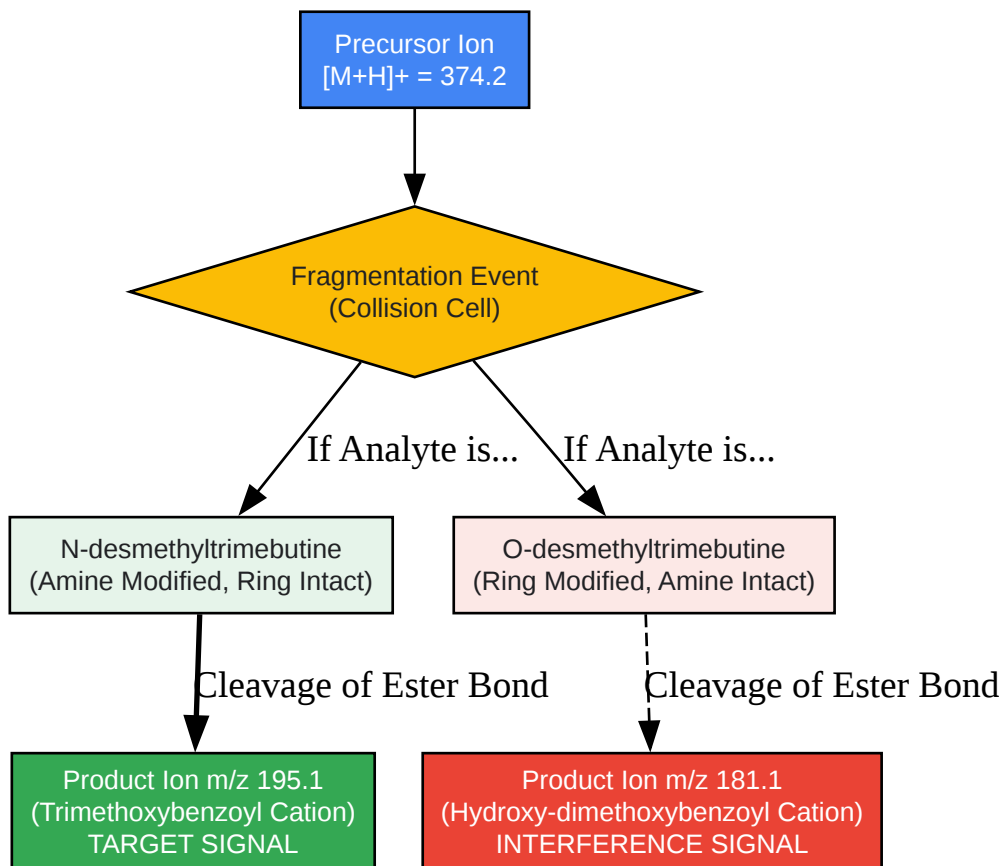 Precursor Ion
[M+H]+ = 374.2
Fragmentation Event
(Collision Cell)
If Analyte is...
If Analyte is...
N-desmethyltrimebutine
(Amine Modified, Ring Intact)
O-desmethyltrimebutine
(Ring Modified, Amine Intact)
Cleavage of Ester Bond
Cleavage of Ester Bond
Product Ion m/z 195.1
(Trimethoxybenzoyl Cation)
TARGET SIGNAL
Product Ion m/z 181.1
(Hydroxy-dimethoxybenzoyl Cation)
INTERFERENCE SIGNAL